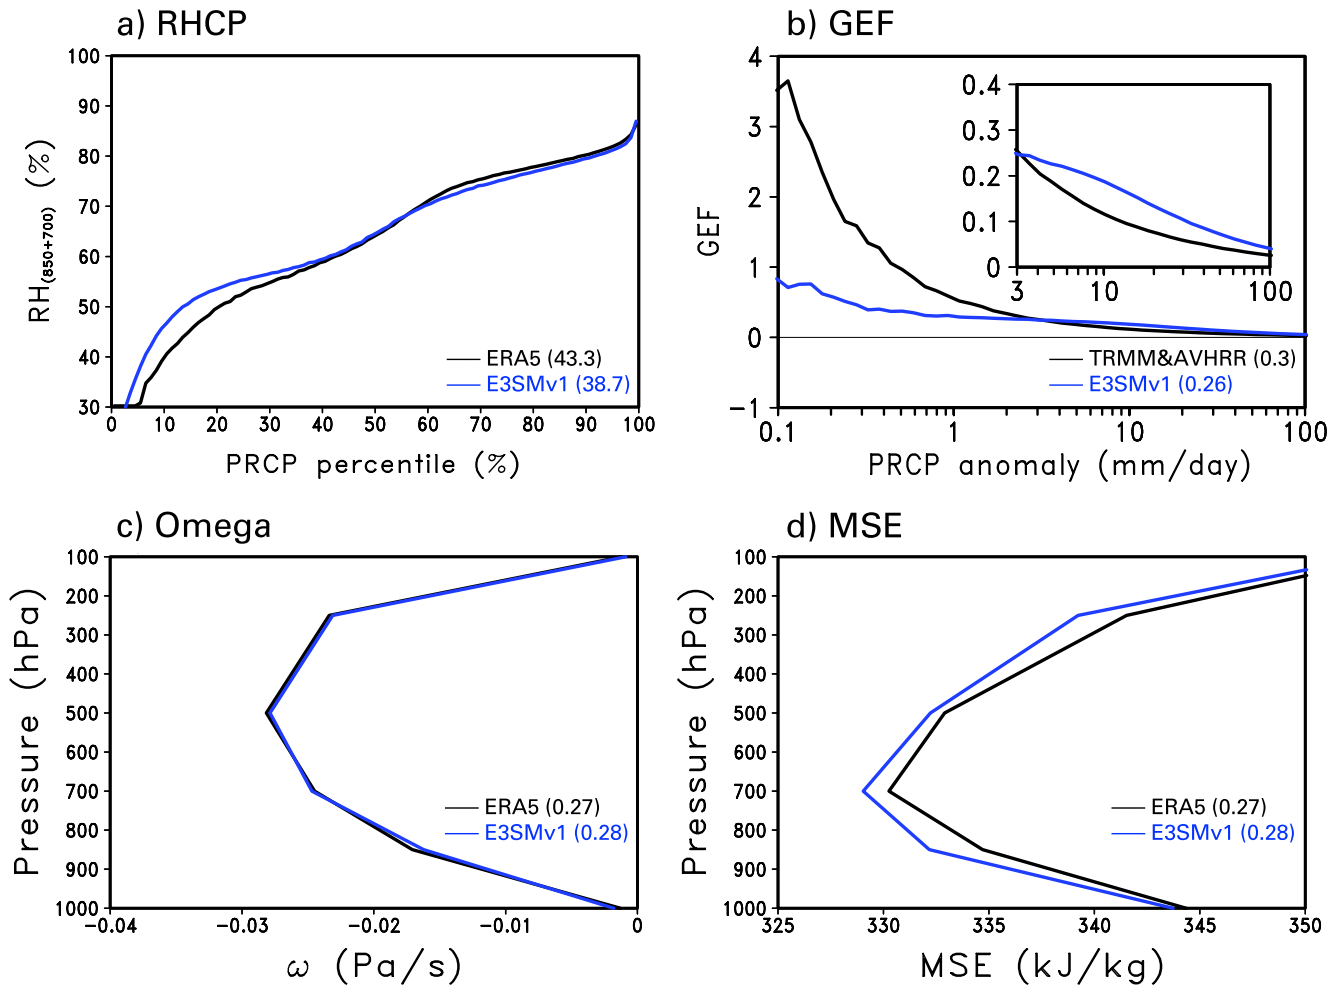 a) RHCP
100
90
80
70
60
50
40
30
RH(850+700) (%)
ERA5 (43.3)
E3SMv1 (38.7)
0 10 20 30 40 50 60 70 80 90 100
PRCP percentile (%)
b) GEF
4
3
2
1
0
−1
GEF
0.4
0.3
0.2
0.1
0
3 10 100
TRMM&AVHRR (0.3)
E3SMv1 (0.26)
0.1 1 10 100
PRCP anomaly (mm/day)
c) Omega
100
200
300
400
500
600
700
800
900
1000
Pressure (hPa)
ERA5 (0.27)
E3SMv1 (0.28)
−0.04 −0.03 −0.02 −0.01 0
ω (Pa/s)
d) MSE
100
200
300
400
500
600
700
800
900
1000
Pressure (hPa)
ERA5 (0.27)
E3SMv1 (0.28)
325 330 335 340 345 350
MSE (kJ/kg)